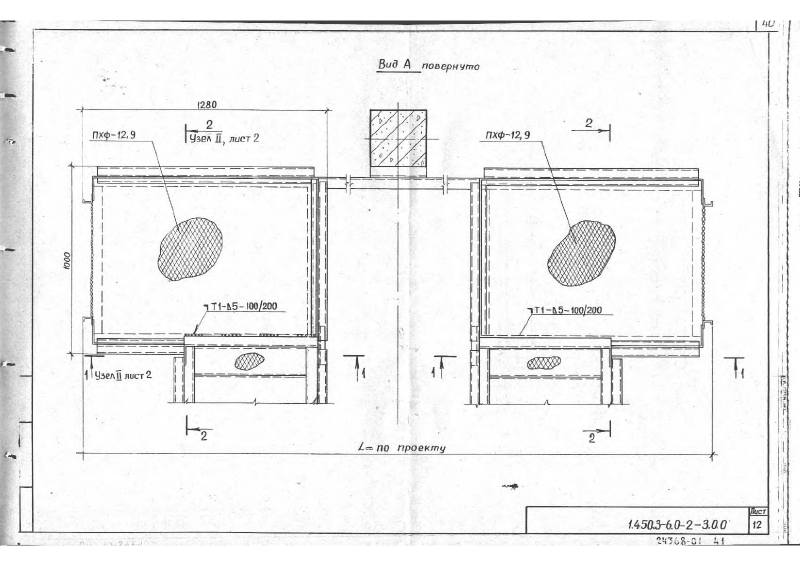 40
Вид А повернуто
1280
2
Узел II, лист 2
ПХФ-12,9
2
ПХФ-12,9
1000
Т1-Δ5-100/200
Т1-Δ5-100/200
1
Узел II лист 2
1
1
1
2
2
L= по проекту
1.450.3-6.0-2-3.0.0
Лист
12
24368-01 41